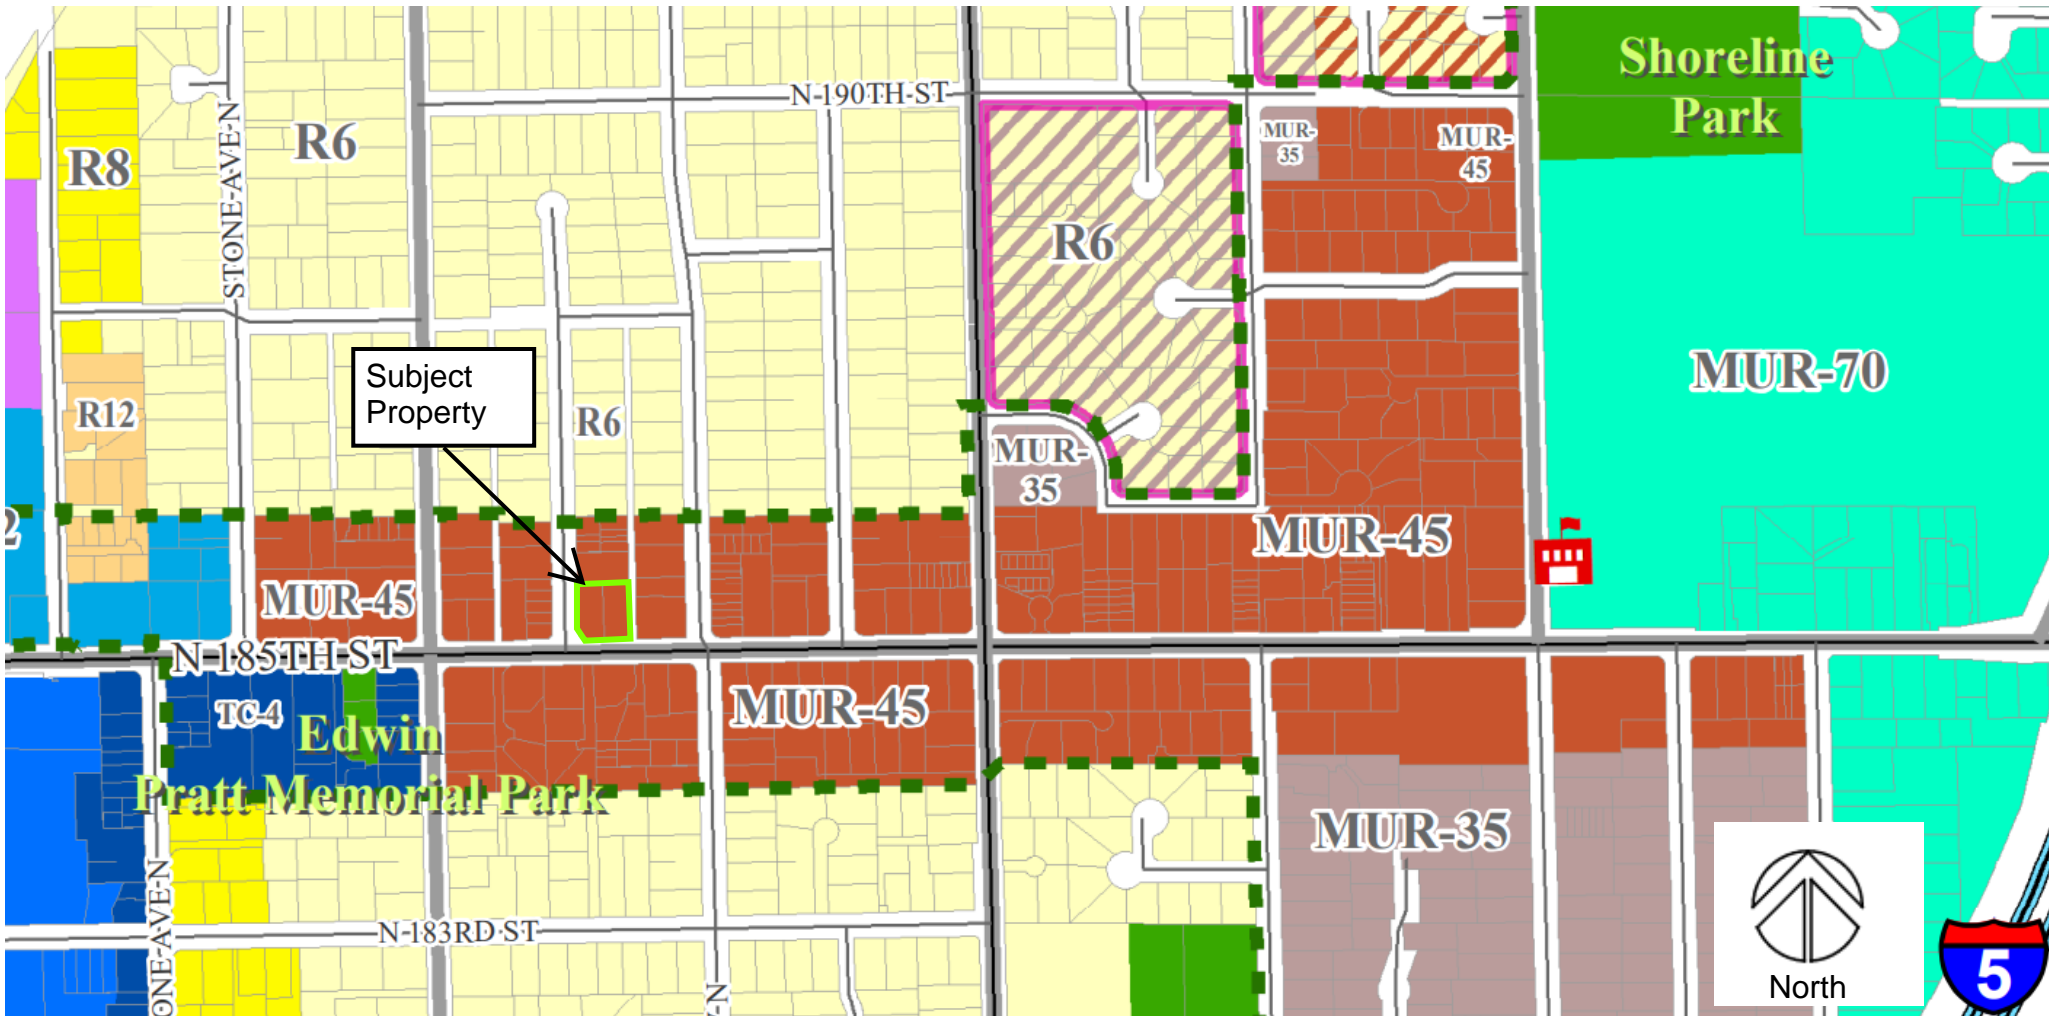 Shoreline
Park
N 190TH ST
MUR-
35
MUR-
45
R6
R8
STONE-AVE-N
R6
MUR-70
Subject
Property
R12
R6
MUR-
35
2
MUR-45
MUR-45
N 185TH ST
TC-4
MUR-45
Edwin
Pratt Memorial Park
MUR-35
N-183RD-ST
ONE-AVE-N
-N
North
5